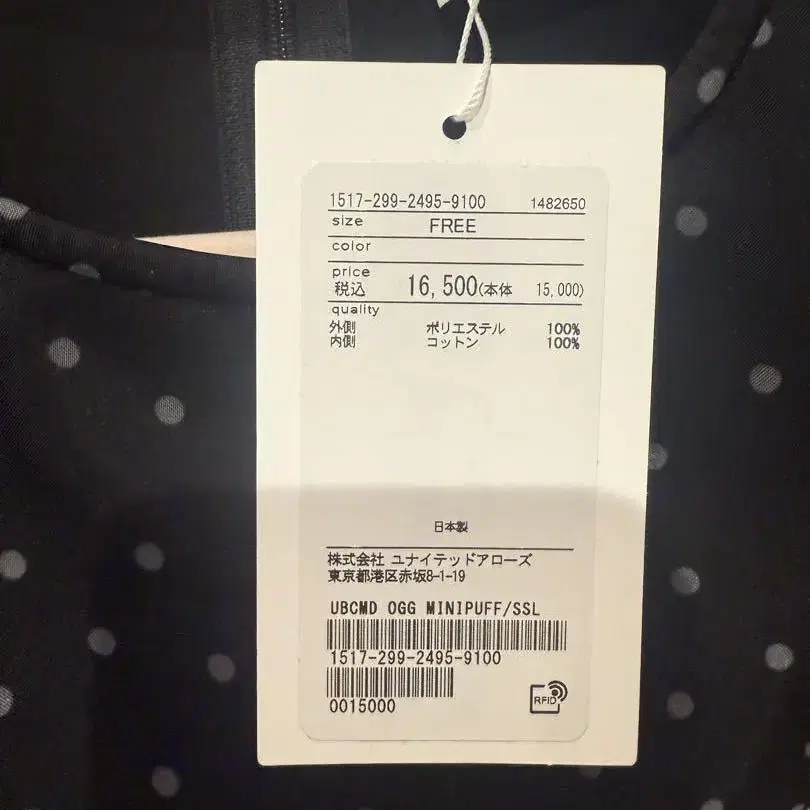 1517-299-2495-9100 1482650
size FREE
color
price
税込 16,500(本体 15,000)
quality
外側 ポリエステル 100%
内側 コットン 100%
日本製
株式会社 ユナイテッドアローズ
東京都港区赤坂8-1-19
UBCMD OGG MINIPUFF/SSL
1517-299-2495-9100
0015000
RFID